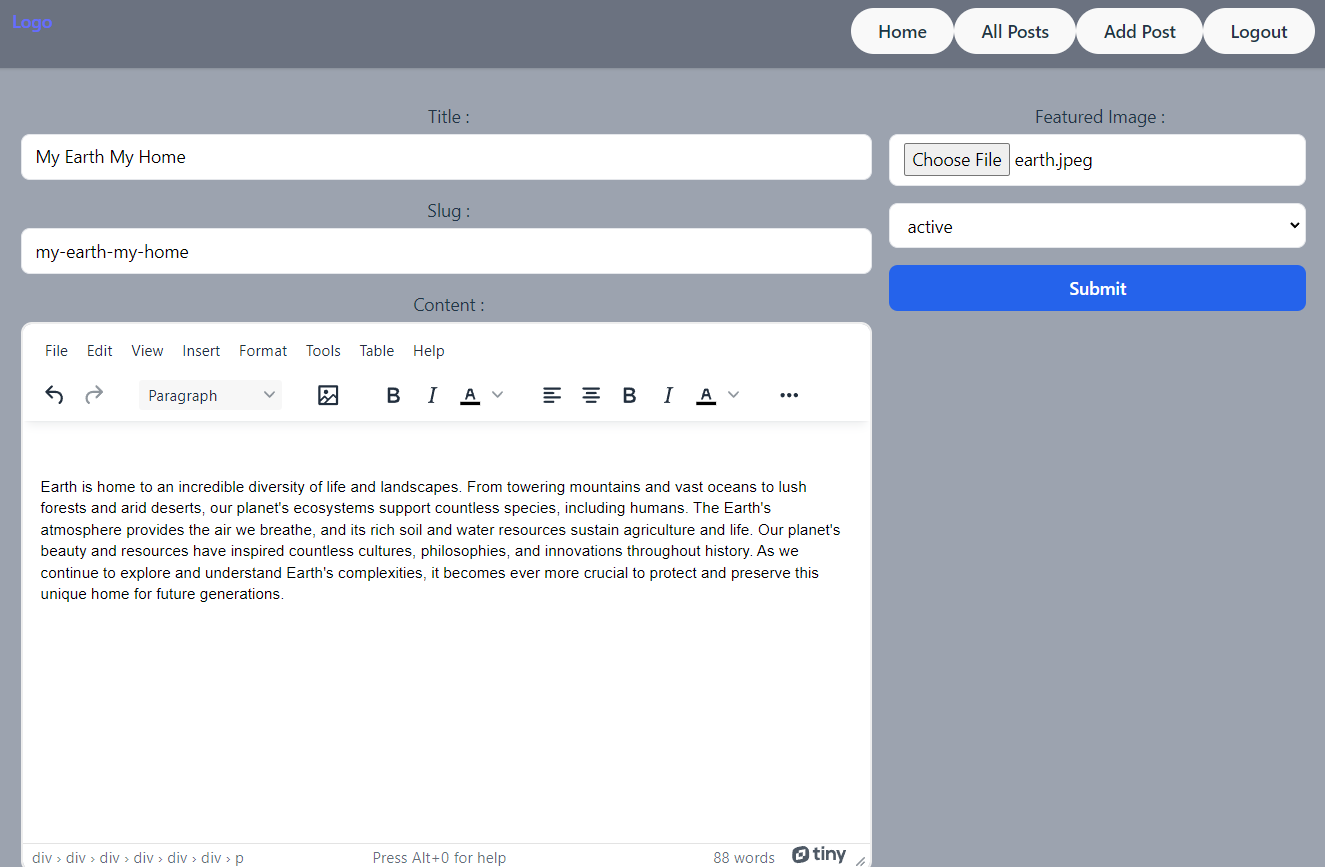 Logo
Home All Posts Add Post Logout
Title :
My Earth My Home
Slug :
my-earth-my-home
Content :
File Edit View Insert Format Tools Table Help
Paragraph B I A B I A
Earth is home to an incredible diversity of life and landscapes. From towering mountains and vast oceans to lush
forests and arid deserts, our planet's ecosystems support countless species, including humans. The Earth's
atmosphere provides the air we breathe, and its rich soil and water resources sustain agriculture and life. Our planet's
beauty and resources have inspired countless cultures, philosophies, and innovations throughout history. As we
continue to explore and understand Earth's complexities, it becomes ever more crucial to protect and preserve this
unique home for future generations.
div › div › div › div › div › div › p Press Alt+0 for help 88 words tiny
Featured Image :
Choose File earth.jpeg
active
Submit